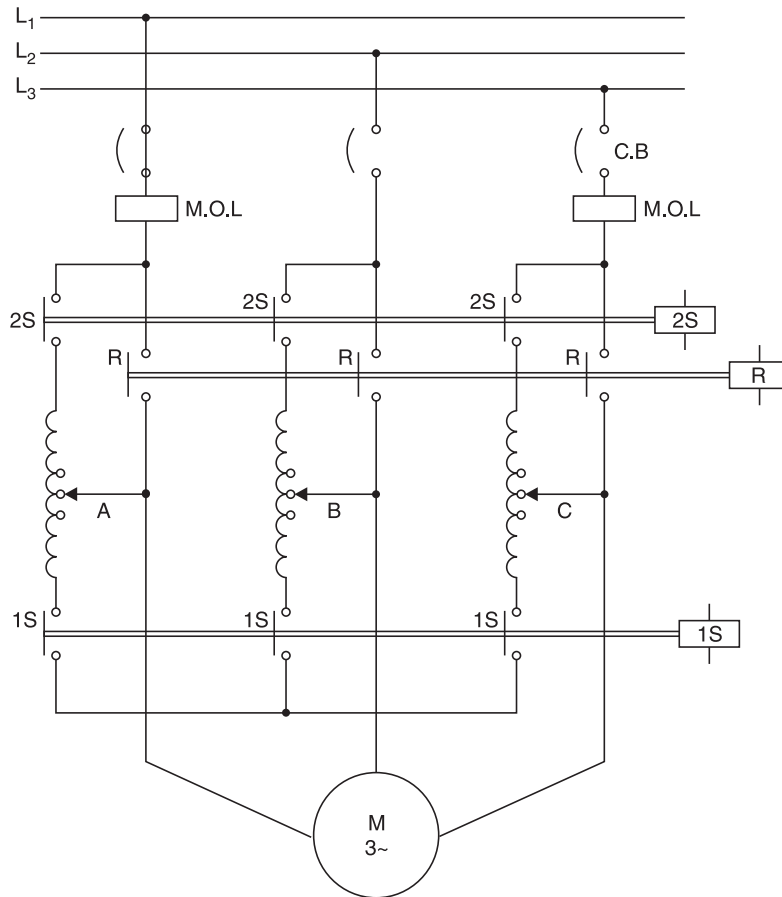 L₁
L₂
L₃
C.B
M.O.L M.O.L
2S 2S 2S 2S
R R R R
A B C
1S 1S 1S 1S
M
3~